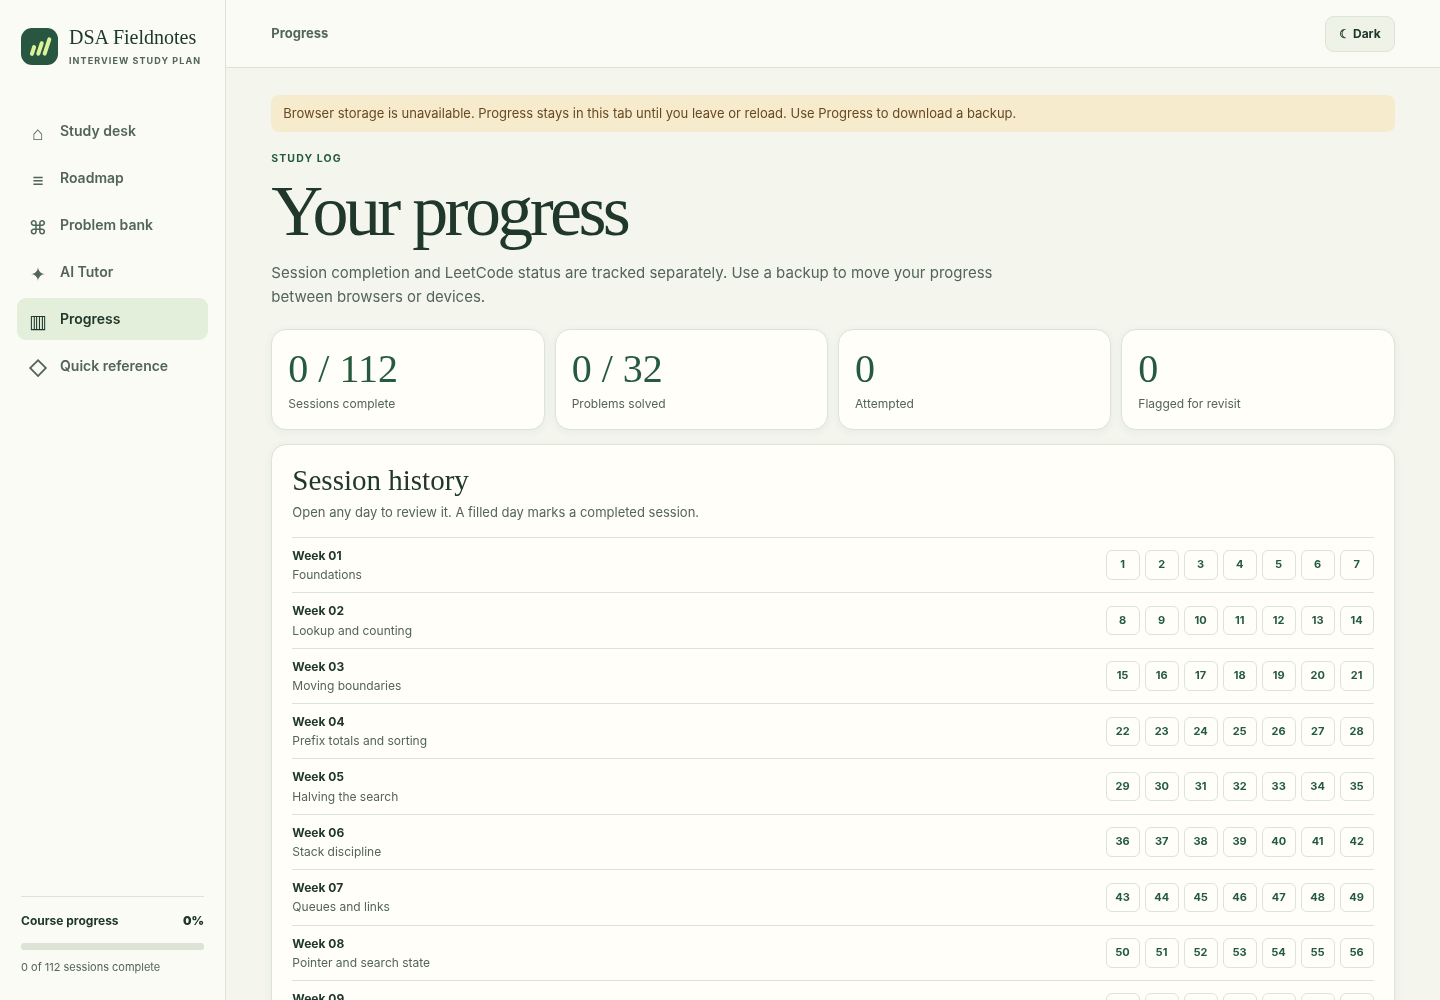 DSA Fieldnotes
INTERVIEW STUDY PLAN
Study desk
Roadmap
Problem bank
AI Tutor
Progress
Quick reference
Course progress 0%
0 of 112 sessions complete
Progress
Dark
Browser storage is unavailable. Progress stays in this tab until you leave or reload. Use Progress to download a backup.
STUDY LOG
Your progress
Session completion and LeetCode status are tracked separately. Use a backup to move your progress
between browsers or devices.
0 / 112
Sessions complete
0 / 32
Problems solved
0
Attempted
0
Flagged for revisit
Session history
Open any day to review it. A filled day marks a completed session.
Week 01
Foundations
1 2 3 4 5 6 7
Week 02
Lookup and counting
8 9 10 11 12 13 14
Week 03
Moving boundaries
15 16 17 18 19 20 21
Week 04
Prefix totals and sorting
22 23 24 25 26 27 28
Week 05
Halving the search
29 30 31 32 33 34 35
Week 06
Stack discipline
36 37 38 39 40 41 42
Week 07
Queues and links
43 44 45 46 47 48 49
Week 08
Pointer and search state
50 51 52 53 54 55 56
Week 09